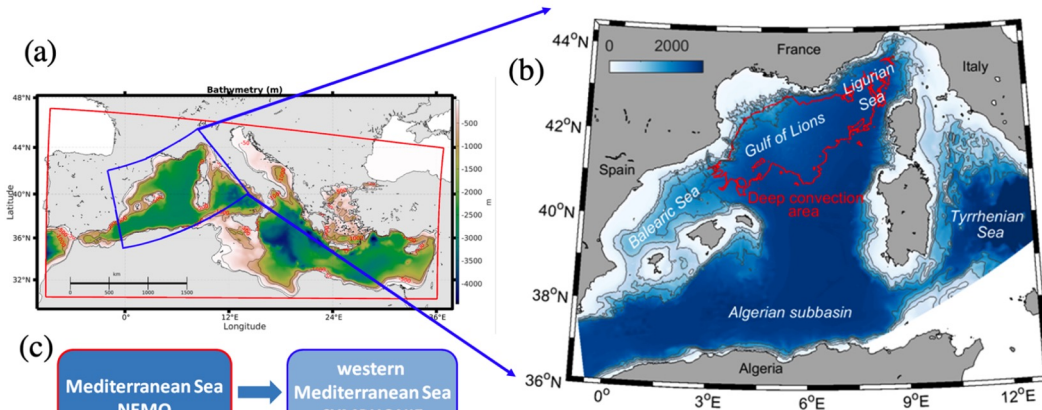 (a)
Bathymetry (m)
48°N
44°N
40°N
36°N
32°N
Latitude
0°
12°E
24°E
36°E
Longitude
km
0
500
1000
1500
-500
-1000
-1500
-2000
-2500
-3000
-3500
-4000
m
(b)
0
2000
44°N
42°N
40°N
38°N
36°N
0°
3°E
6°E
9°E
12°E
France
Italy
Spain
Algeria
Ligurian
Sea
Gulf of Lions
Deep convection
area
Balearic Sea
Tyrrhenian
Sea
Algerian subbasin
(c)
Mediterranean Sea
NEMO
western
Mediterranean Sea